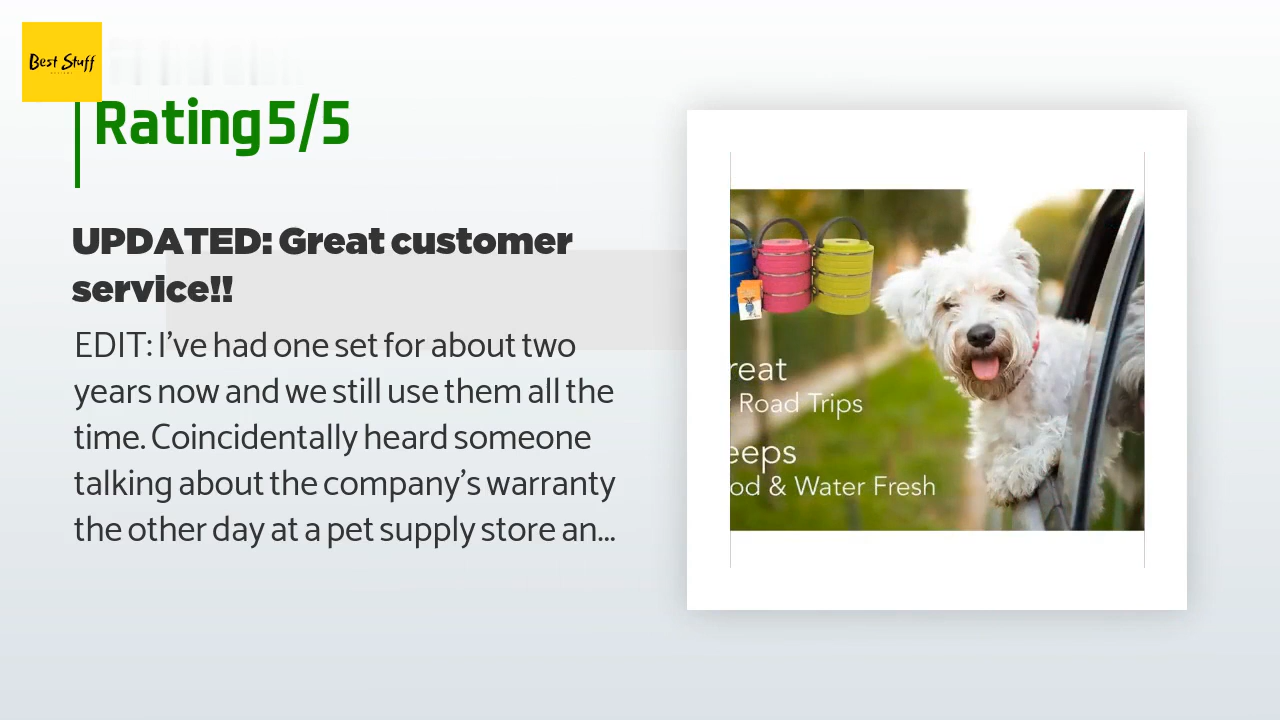 Best Stuff
Rating 5/5
UPDATED: Great customer
service!!
EDIT: I've had one set for about two
years now and we still use them all the
time. Coincidentally heard someone
talking about the company's warranty
the other day at a pet supply store an...
reat
Road Trips
eeps
od & Water Fresh